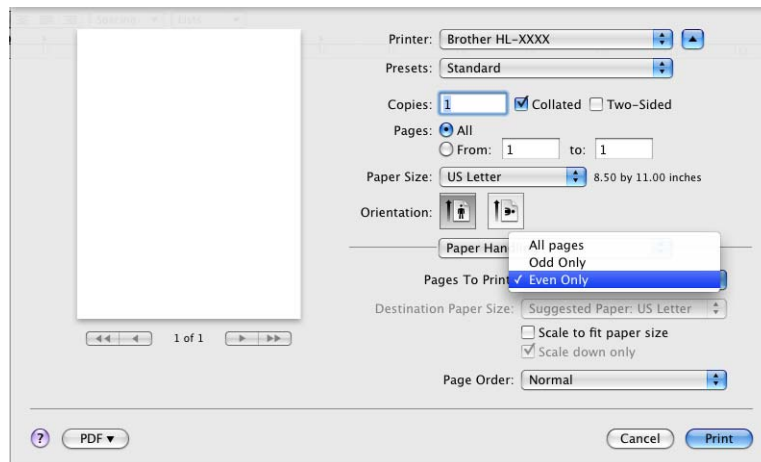 Printer: Brother HL-XXXX
Presets: Standard
Copies: 1 Collated Two-Sided
Pages: All
From: 1 to: 1
Paper Size: US Letter 8.50 by 11.00 inches
Orientation:
Paper Han
All pages
Odd Only
Pages To Print ✓ Even Only
Destination Paper Size: Suggested Paper: US Letter
Scale to fit paper size
Scale down only
1 of 1
Page Order: Normal
? PDF▼ Cancel Print